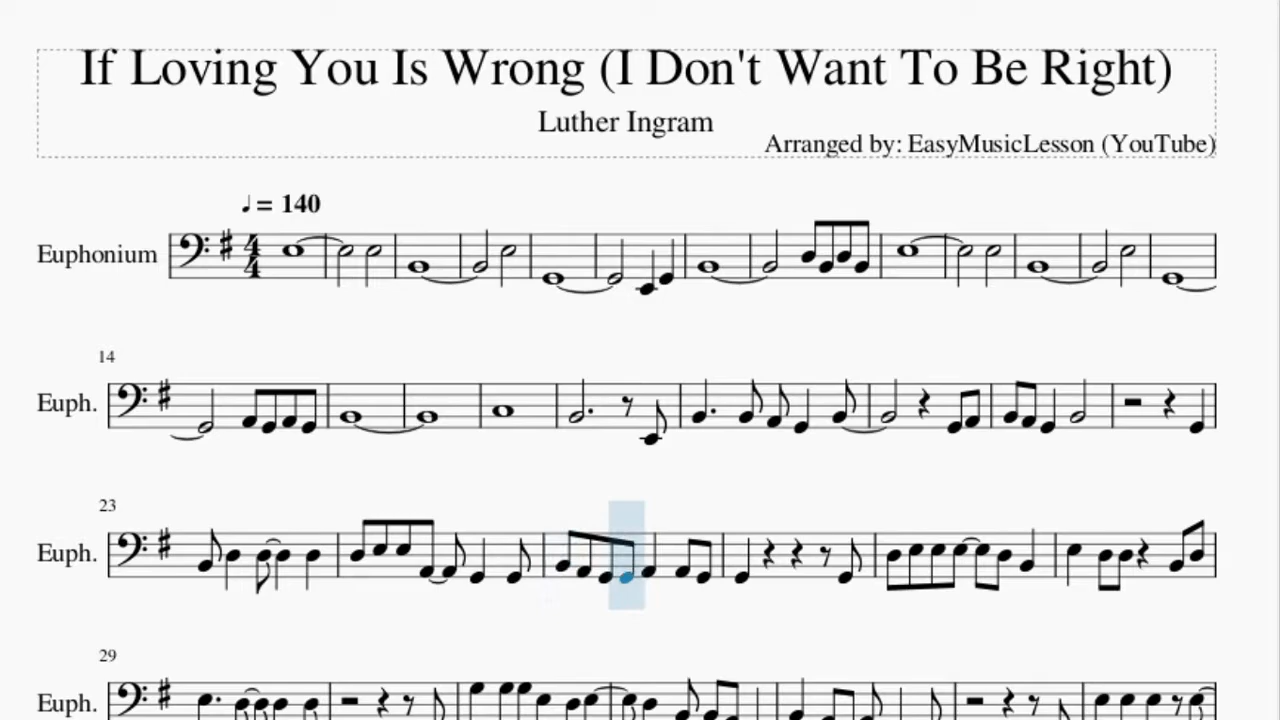 If Loving You Is Wrong (I Don't Want To Be Right)
Luther Ingram
Arranged by: EasyMusicLesson (YouTube)
♩ = 140
Euphonium
14
Euph.
23
Euph.
29
Euph.